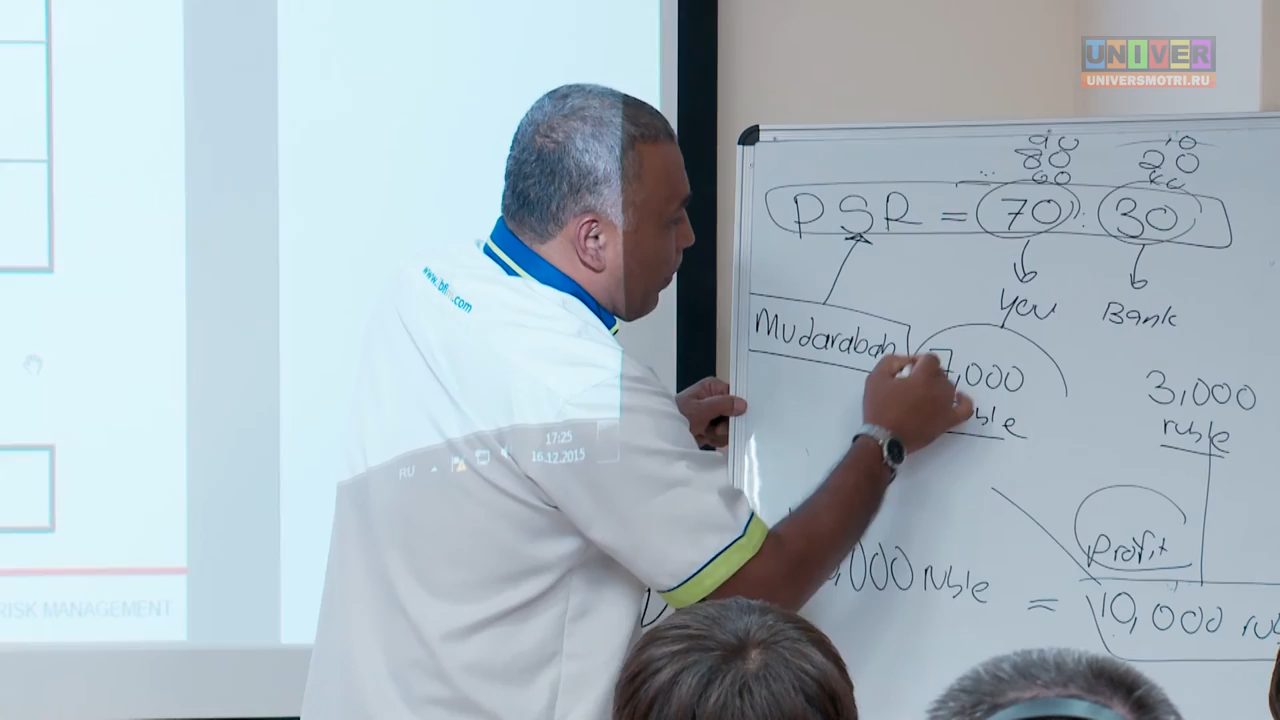 UNIVER
UNIVERSMOTRI.RU
90 10
80 20
60
PSR = 70 : 30
you Bank
Mudarabah
7,000 3,000
ruble
Profit
,000 ruble = 10,000
RU 17:25
16.12.2015
RISK MANAGEMENT